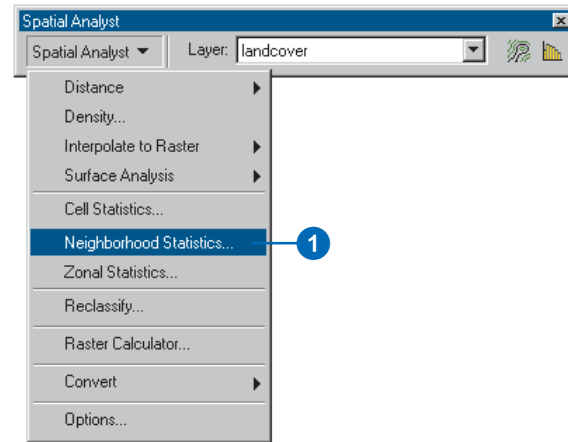 Spatial Analyst
Spatial Analyst Layer: landcover
Distance
Density...
Interpolate to Raster
Surface Analysis
Cell Statistics...
Neighborhood Statistics... 1
Zonal Statistics...
Reclassify...
Raster Calculator...
Convert
Options...